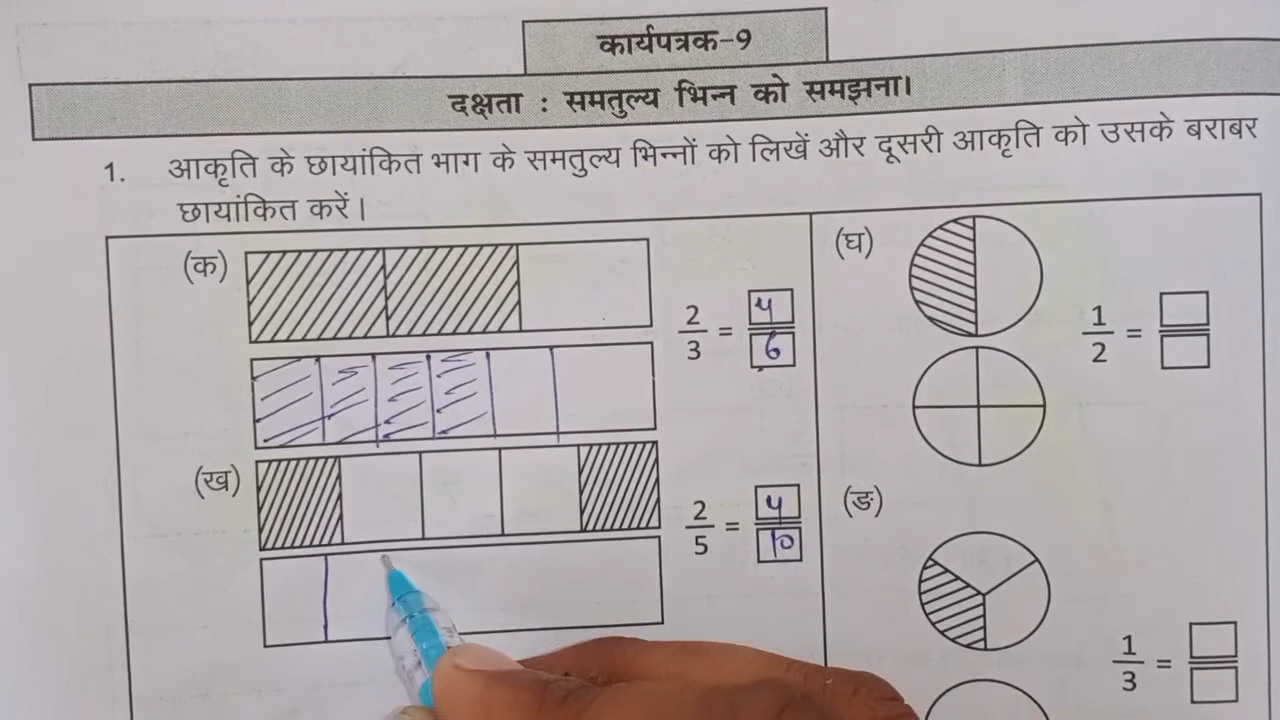 कार्यपत्रक-9
दक्षता : समतुल्य भिन्न को समझना।
1. आकृति के छायांकित भाग के समतुल्य भिन्नों को लिखें और दूसरी आकृति को उसके बराबर
छायांकित करें।
(क)
2/3 = 4/6
(ख)
2/5 = 4/10
(घ)
1/2 =
(ङ)
1/3 =